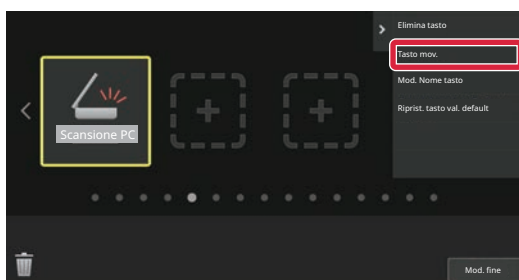 Elimina tasto
Tasto mov.
Mod. Nome tasto
Riprist. tasto val. default
Scansione PC
Mod. fine